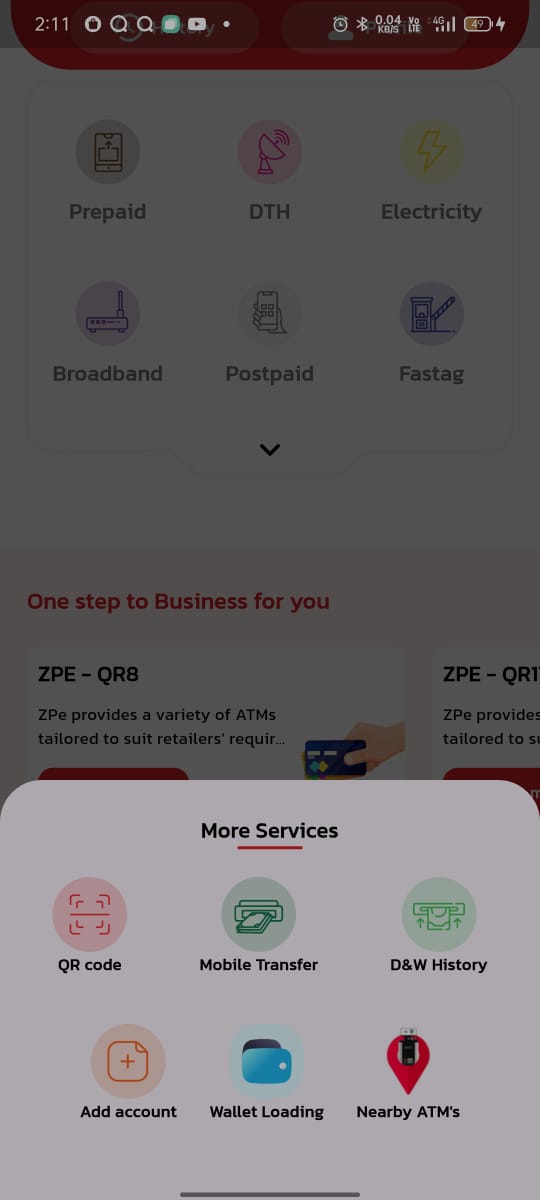 2:11
0.04 KB/S
Vo LTE
4G
49
History
Prepaid
DTH
Electricity
Broadband
Postpaid
Fastag
One step to Business for you
ZPE - QR8
ZPe provides a variety of ATMs
tailored to suit retailers' requir...
ZPE - QR1
ZPe provides
tailored to su
More Services
QR code
Mobile Transfer
D&W History
Add account
Wallet Loading
Nearby ATM's